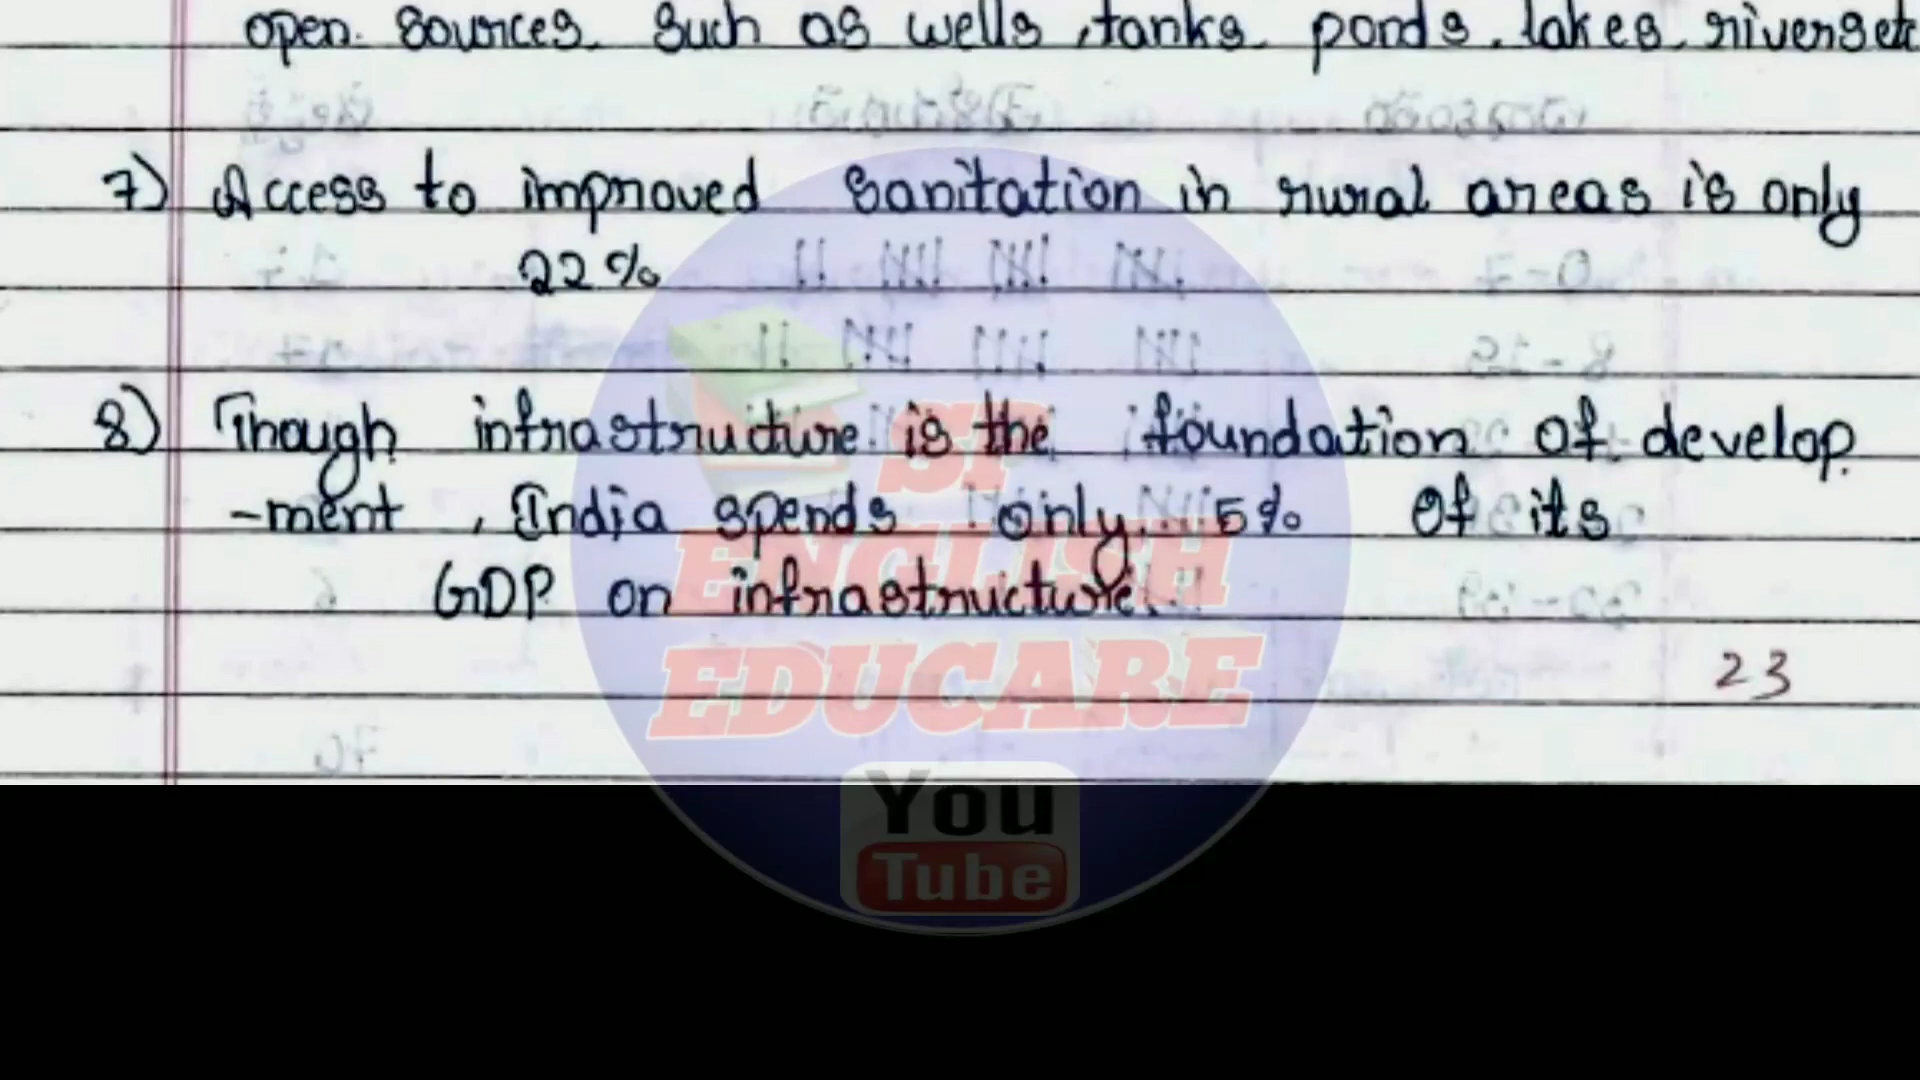 open sources such as wells, tanks ponds, lakes, rivers etc
7) Access to improved sanitation in rural areas is only
22%
8) Though infrastructure is the foundation of develop
-ment, India spends only 5% of its
GDP on infrastructure.
23
SP
ENGLISH
EDUCARE
You
Tube